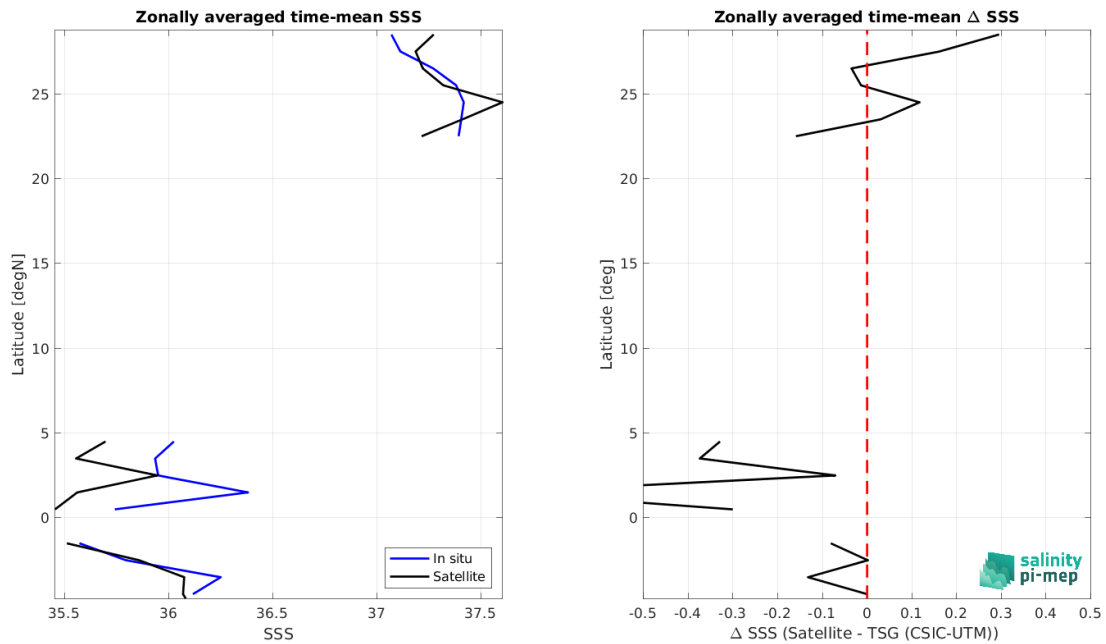 Zonally averaged time-mean SSS
25
20
15
10
5
0
Latitude [degN]
35.5 36 36.5 37 37.5
SSS
In situ
Satellite
Zonally averaged time-mean Δ SSS
25
20
15
10
5
0
Latitude [deg]
-0.5 -0.4 -0.3 -0.2 -0.1 0 0.1 0.2 0.3 0.4 0.5
Δ SSS (Satellite - TSG (CSIC-UTM))
salinity
pi-mep